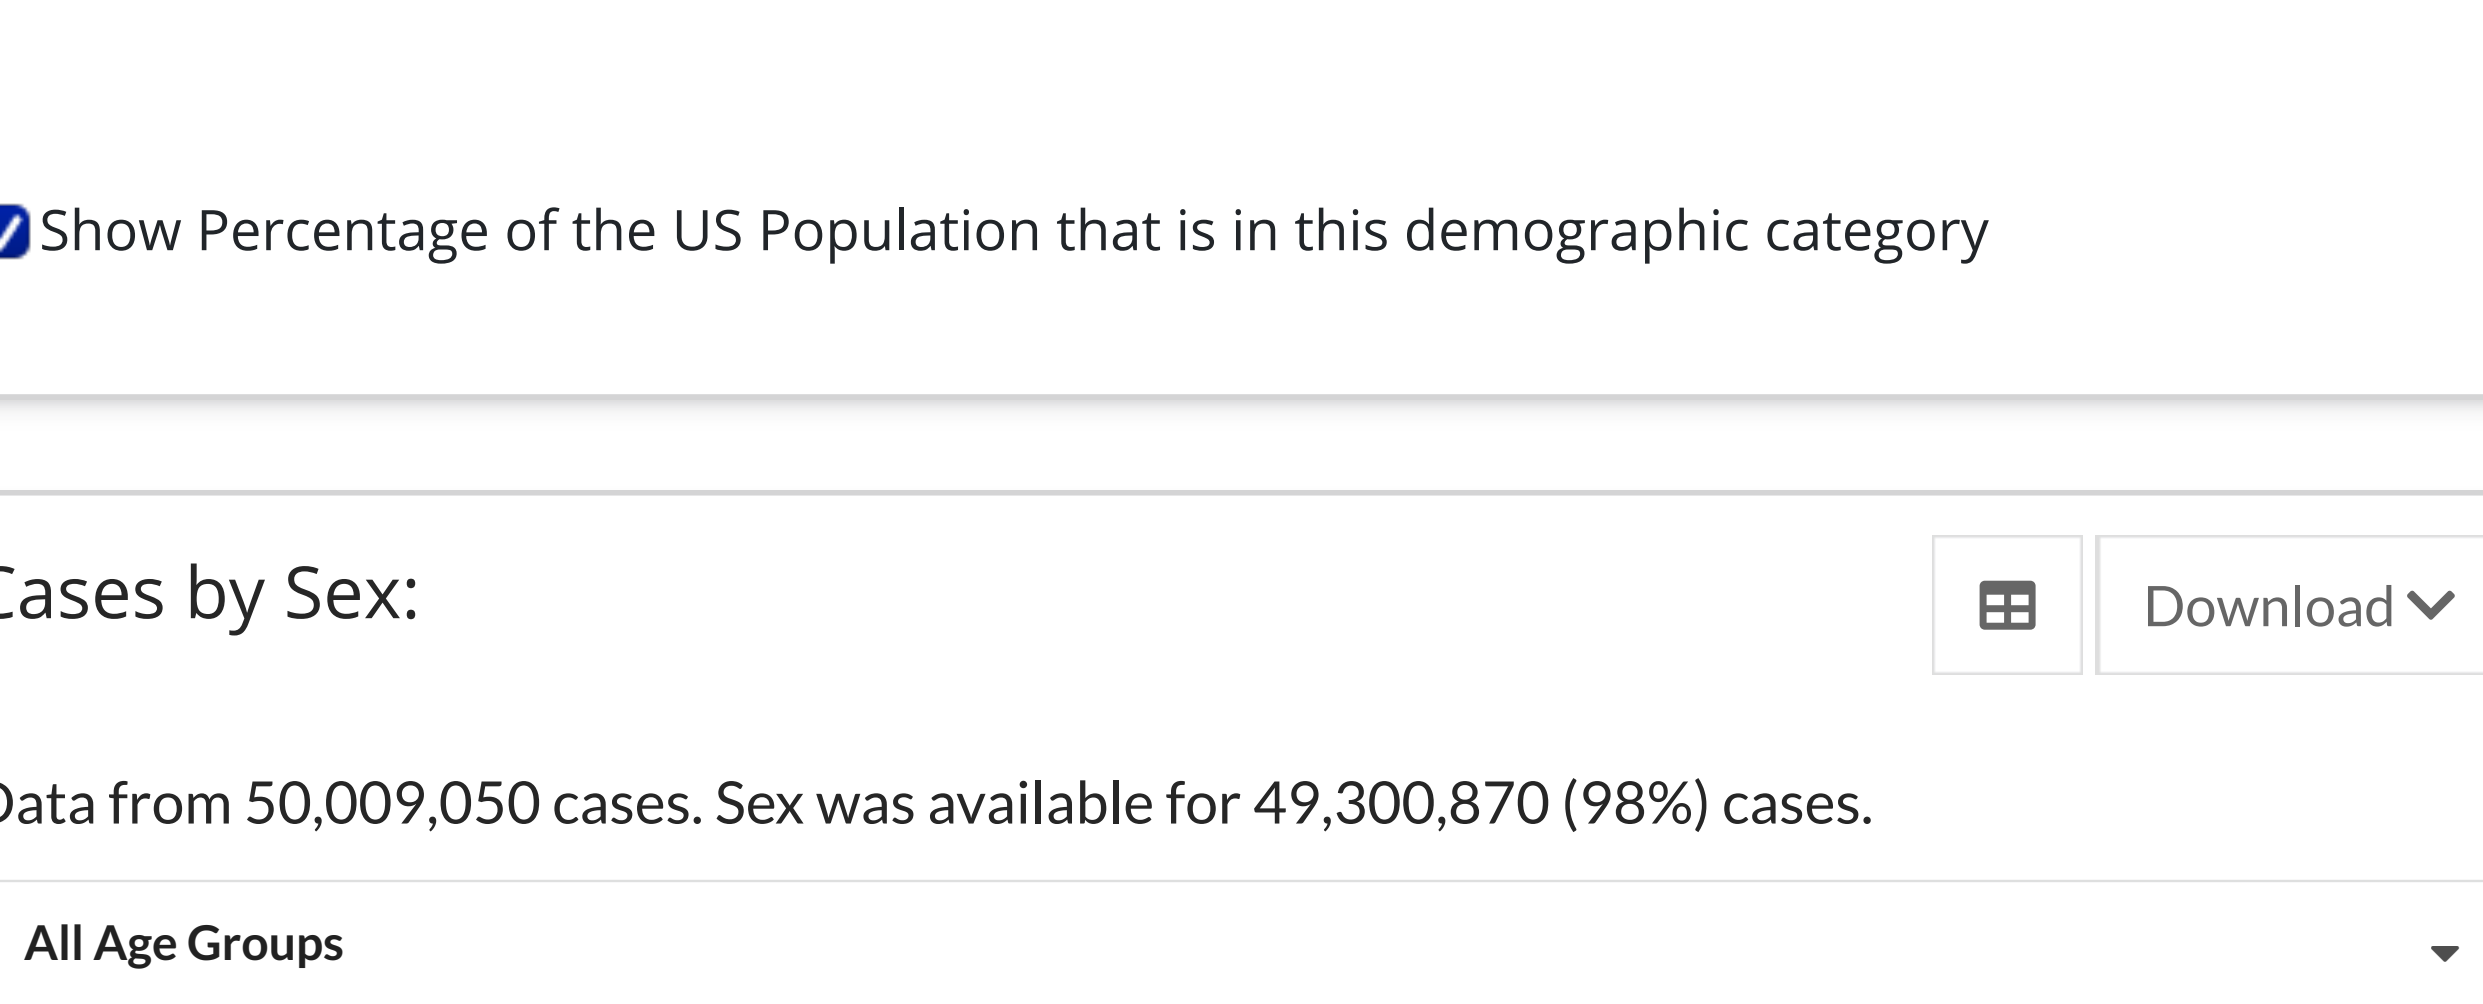 Show Percentage of the US Population that is in this demographic category
Cases by Sex:
Download
Data from 50,009,050 cases. Sex was available for 49,300,870 (98%) cases.
All Age Groups